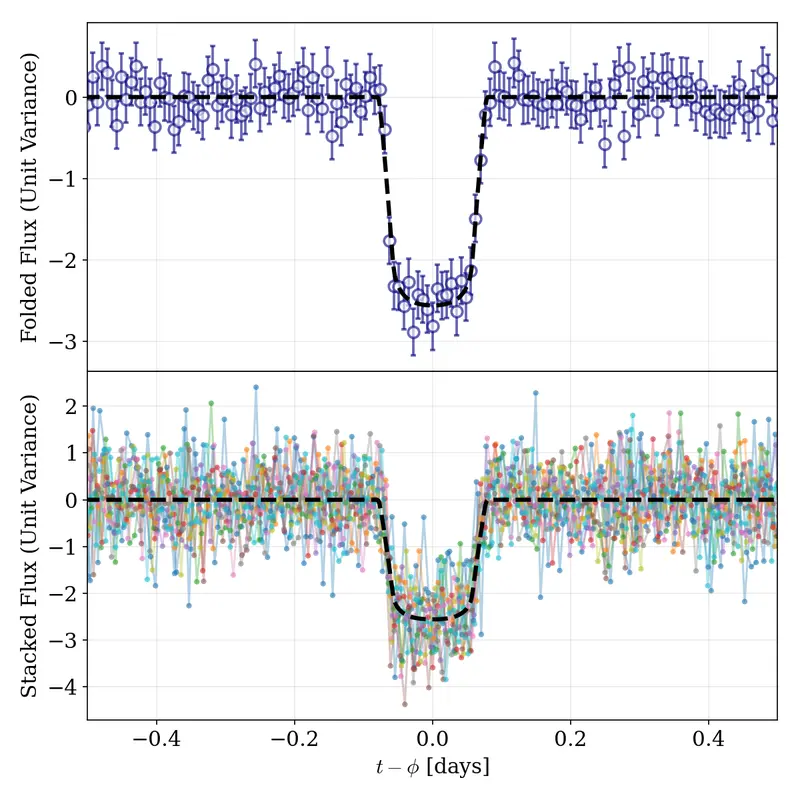 Folded Flux (Unit Variance)
0
−1
−2
−3
Stacked Flux (Unit Variance)
2
1
0
−1
−2
−3
−4
−0.4 −0.2 0.0 0.2 0.4
t − ϕ [days]